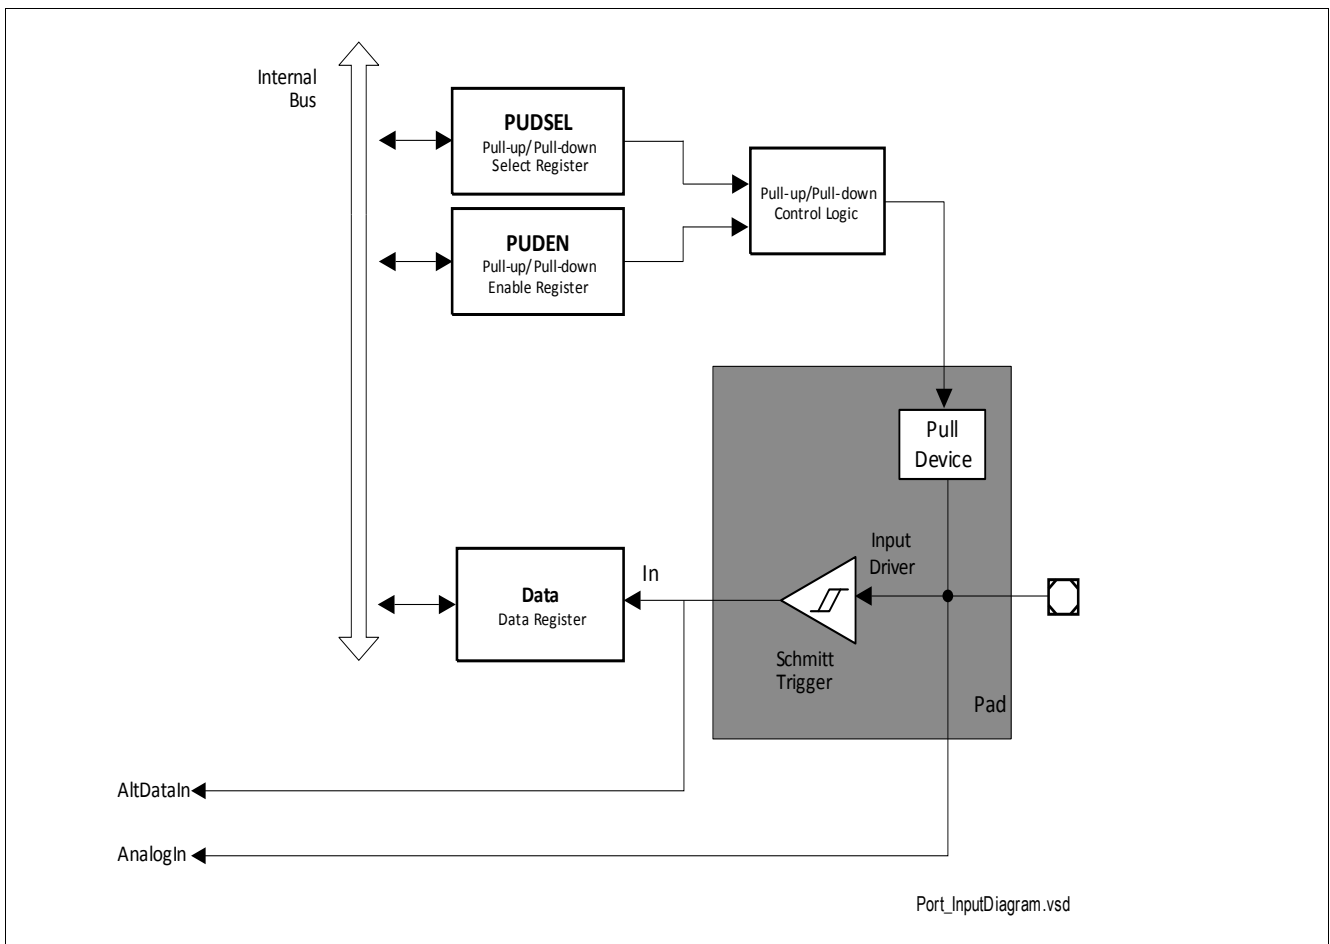 Internal
Bus
PUDSEL
Pull-up/Pull-down
Select Register
Pull-up/Pull-down
Control Logic
PUDEN
Pull-up/Pull-down
Enable Register
Pull
Device
Input
Driver
In
Data
Data Register
Schmitt
Trigger
Pad
AltDataIn
AnalogIn
Port_InputDiagram.vsd